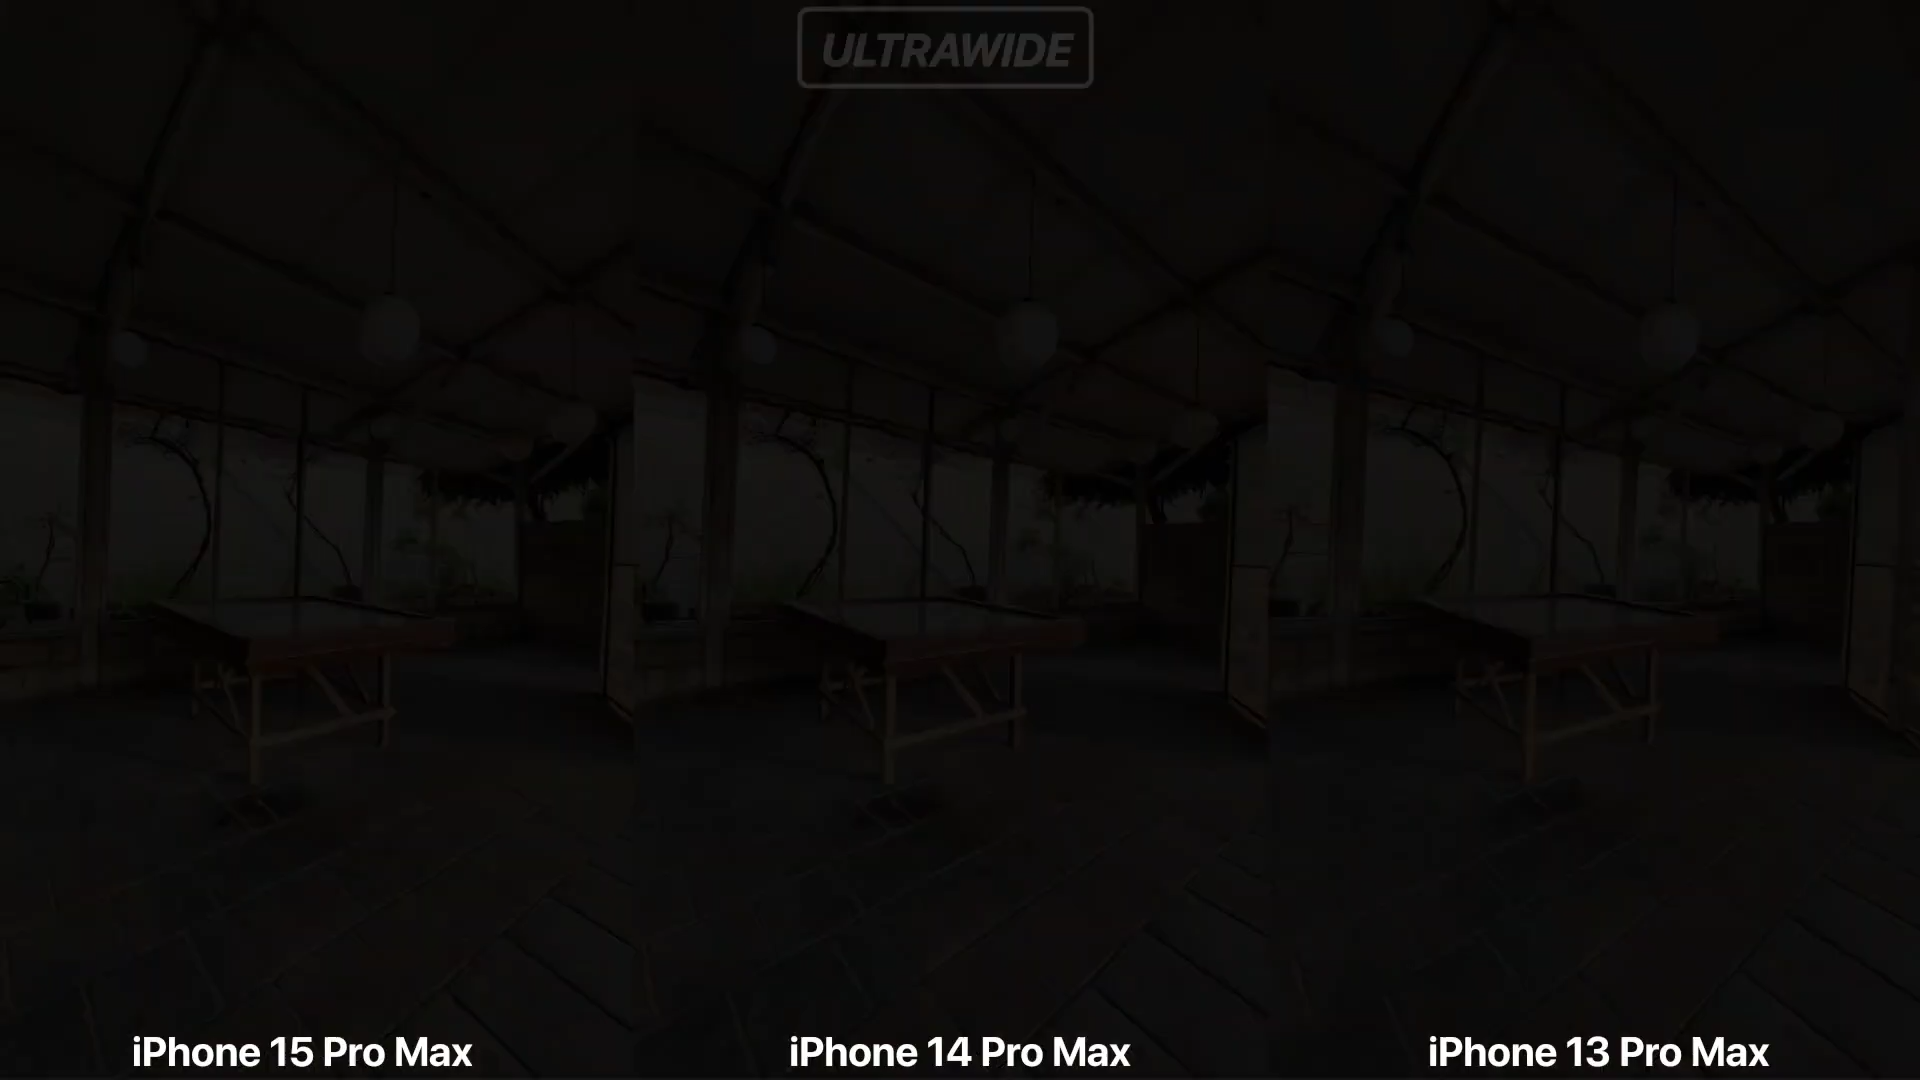 ULTRAWIDE
iPhone 15 Pro Max
iPhone 14 Pro Max
iPhone 13 Pro Max